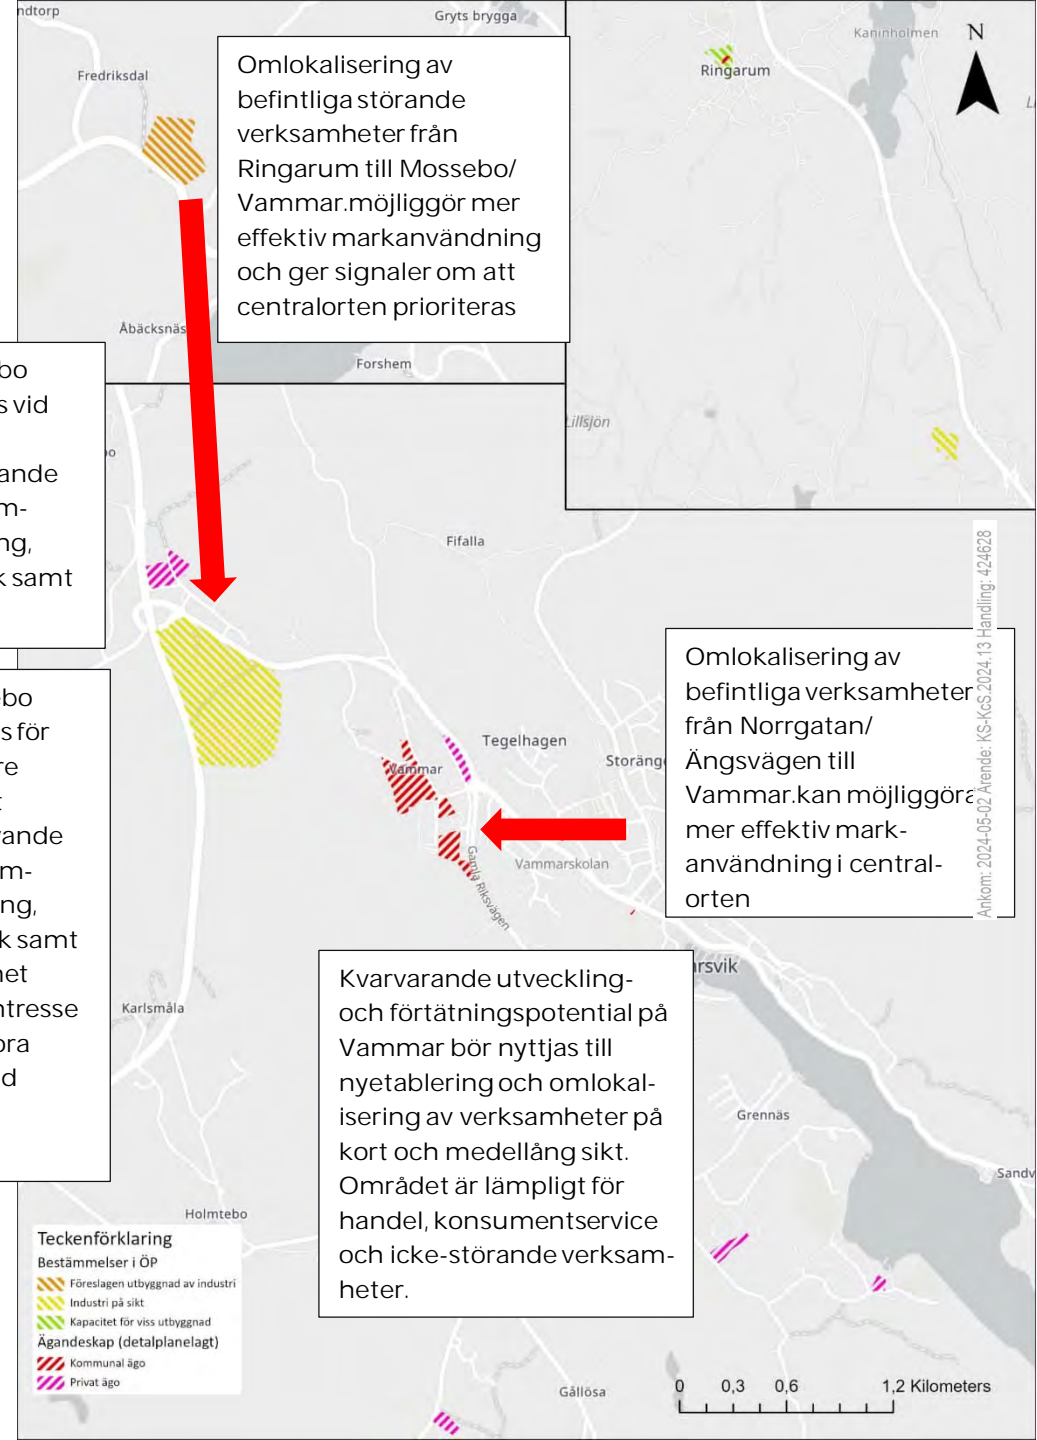 ndtorp
Gryts brygga
Kaninholmen
N
Fredriksdal
Ringarum
Omlokalisering av
befintliga störande
verksamheter från
Ringarum till Mossebo/
Vammar.möjliggör mer
effektiv markanvändning
och ger signaler om att
centralorten prioriteras
Åbäcksnäs
Forshem
Lillsjön
bo
s vid
ande
m-
ng,
k samt
Fifalla
ebo
s för
re
t
vande
m-
ng,
k samt
het
ntresse
ora
d
Omlokalisering av
befintliga verksamheter
från Norrgatan/
Ängsvägen till
Vammar.kan möjliggöra
mer effektiv mark-
användning i central-
orten
Ankom: 2024-05-02 Ärende: KS-KcS.2024.13 Handling: 424628
Tegelhagen
Storäng
Vammar
Gamla Riksvägen
Vammarskolan
rsvik
Karlsmåla
Kvarvarande utveckling-
och förtätningspotential på
Vammar bör nyttjas till
nyetablering och omlokal-
isering av verksamheter på
kort och medellång sikt.
Området är lämpligt för
handel, konsumentservice
och icke-störande verksam-
heter.
Grennäs
Sandv
Holmtebo
Gållösa
Teckenförklaring
Bestämmelser i ÖP
Föreslagen utbyggnad av industri
Industri på sikt
Kapacitet för viss utbyggnad
Ägandeskap (detalplanelagt)
Kommunal ägo
Privat ägo
0 0,3 0,6 1,2 Kilometers